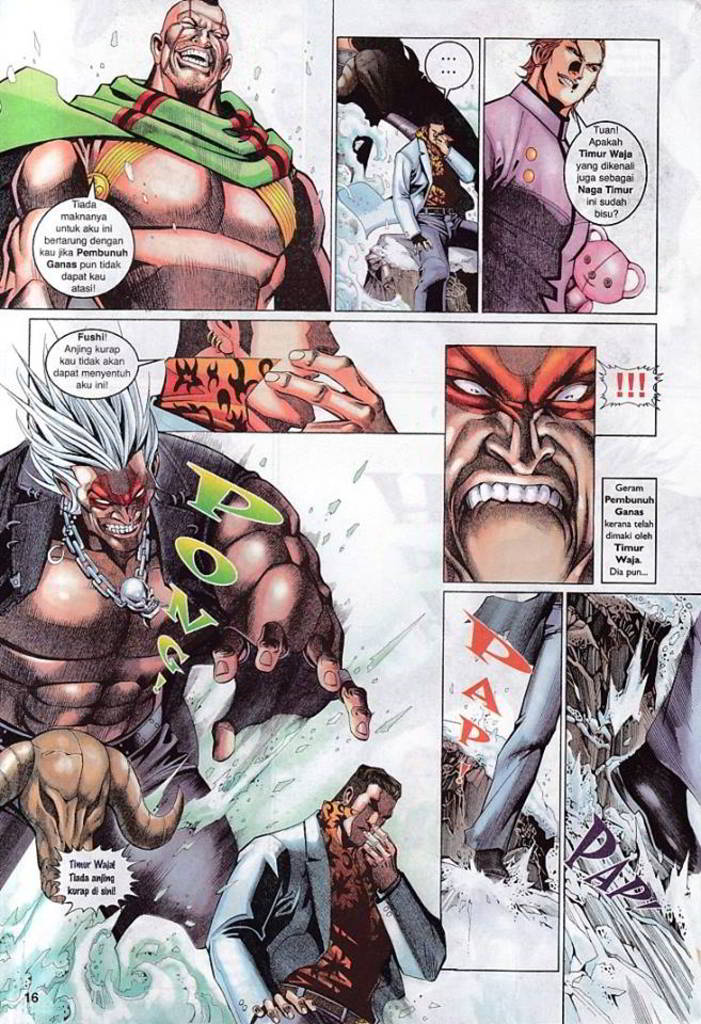 Tiada
maknanya
untuk aku ini
bertarung dengan
kau jika Pembunuh
Ganas pun tidak
dapat kau
atasi!
...
...
Tuan!
Apakah
Timur Waja
yang dikenali
juga sebagai
Naga Timur
ini sudah
bisu?
Fushi!
Anjing kurap
kau tidak akan
dapat menyentuh
aku ini!
!!!
Geram
Pembunuh
Ganas
kerana telah
dimaki oleh
Timur
Waja.
Dia pun...
PONG
PAP!
PAP!
Timur Waja!
Tiada anjing
kurap di sini!
16